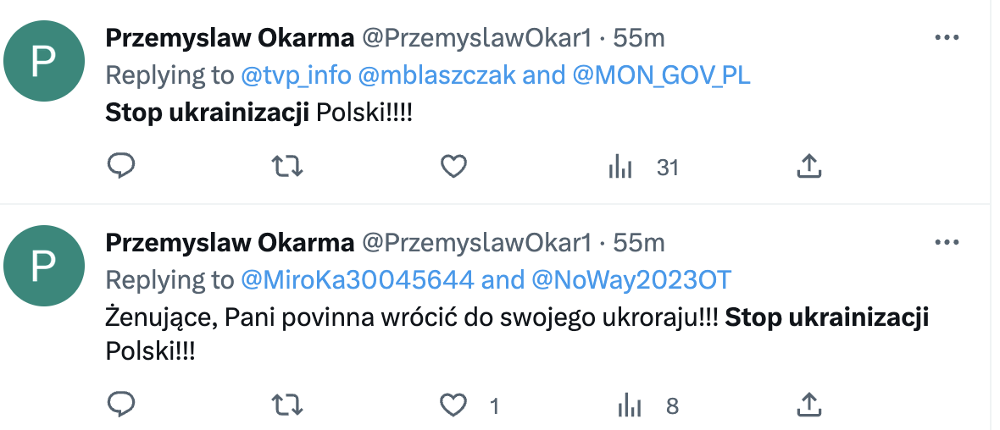 P
Przemyslaw Okarma @PrzemyslawOkar1 · 55m
Replying to @tvp_info @mblaszczak and @MON_GOV_PL
Stop ukrainizacji Polski!!!!
31
P
Przemyslaw Okarma @PrzemyslawOkar1 · 55m
Replying to @MiroKa30045644 and @NoWay2023OT
Żenujące, Pani powinna wrócić do swojego ukroraju!!! Stop ukrainizacji
Polski!!!
1 8